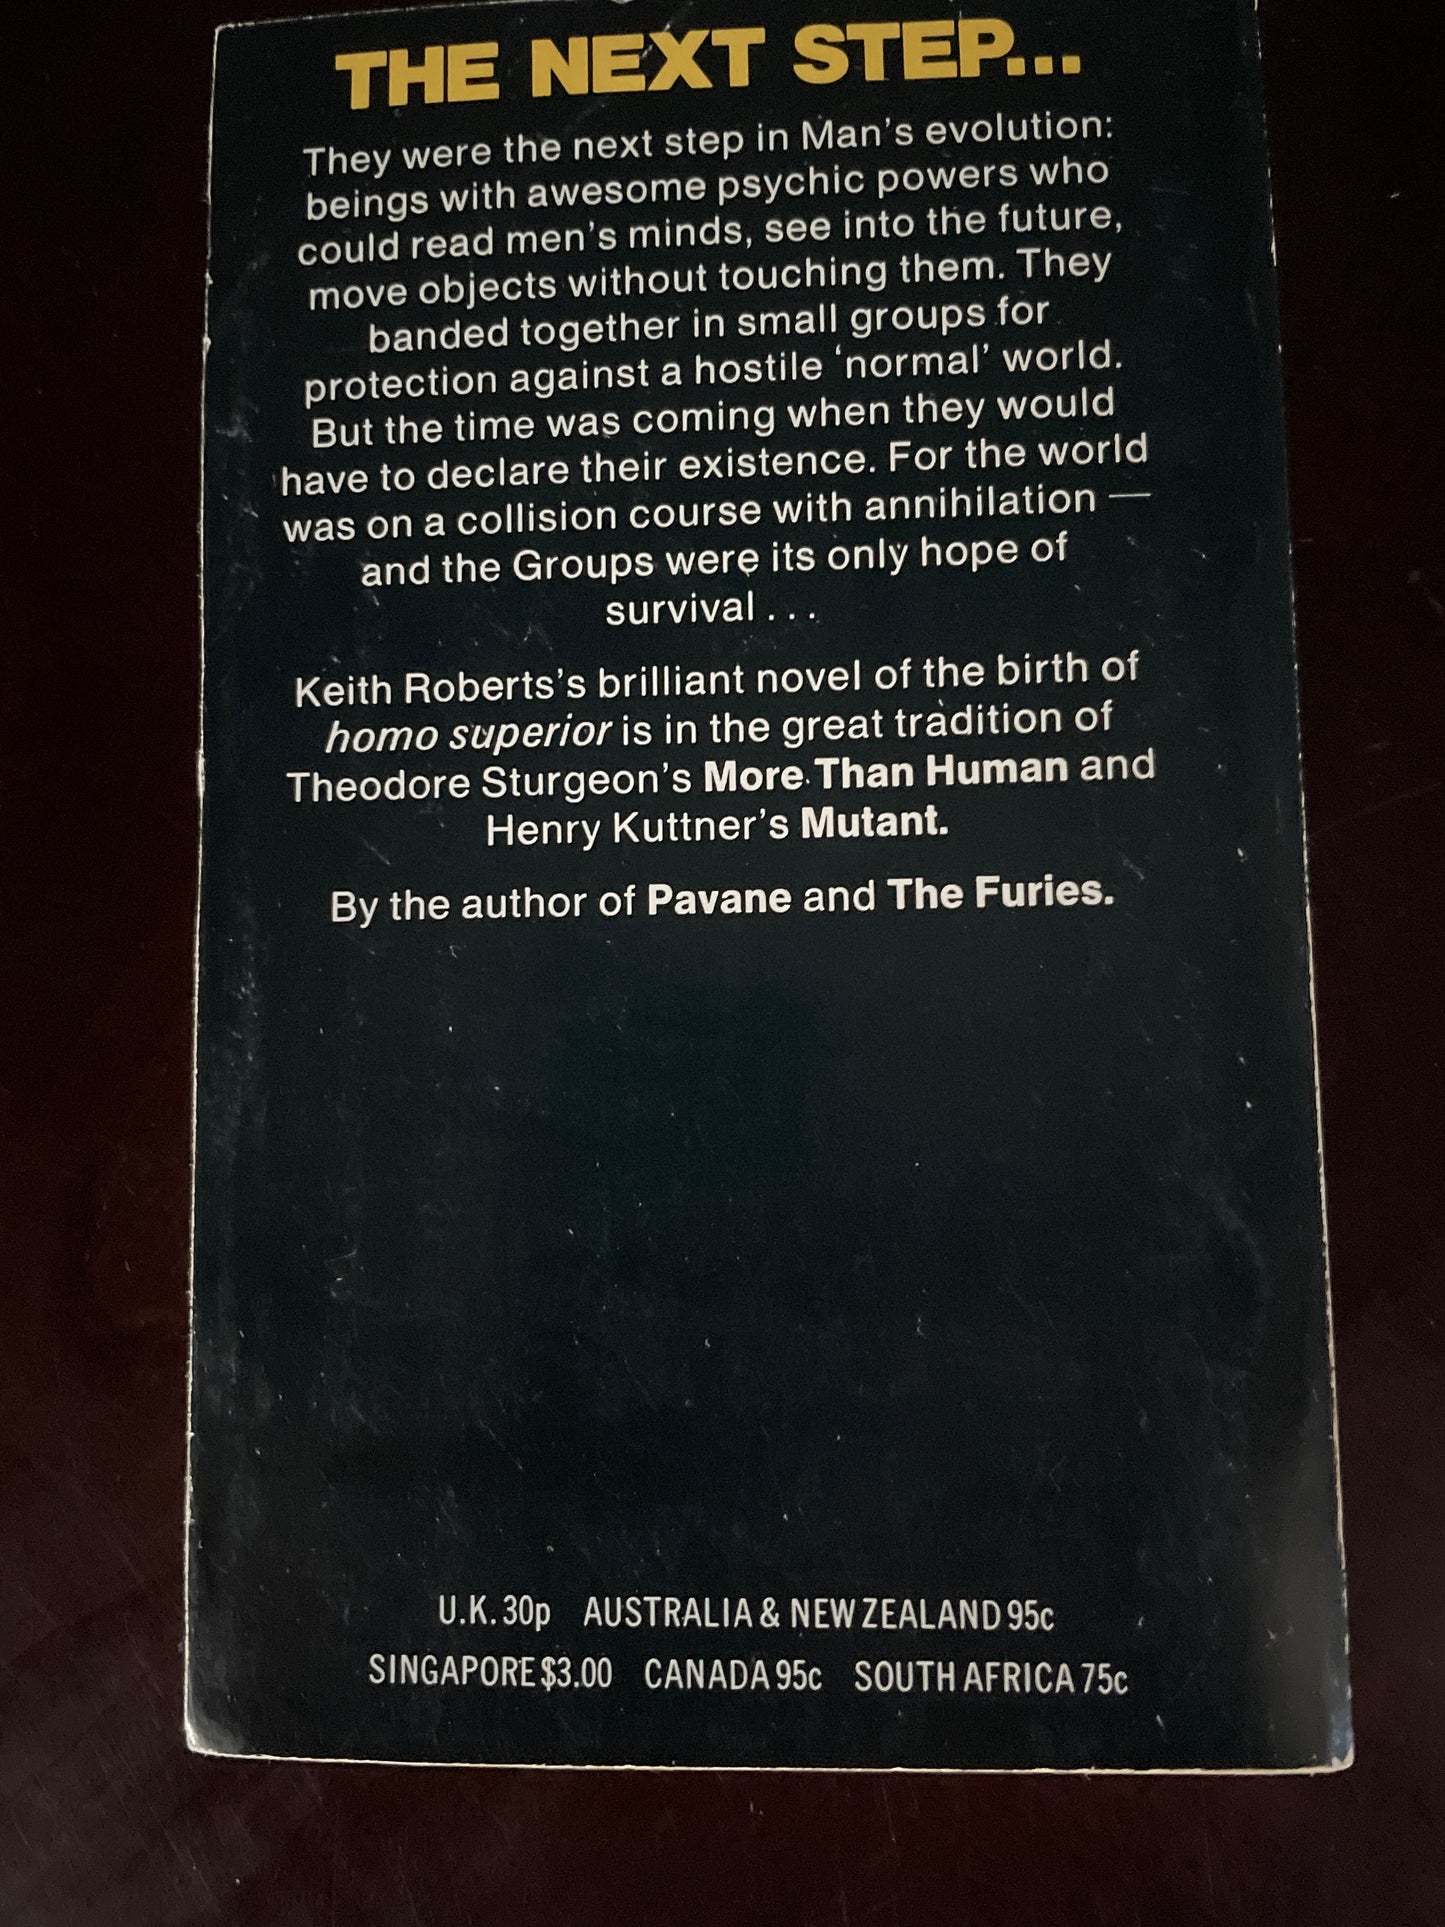 THE NEXT STEP...
They were the next step in Man's evolution:
beings with awesome psychic powers who
could read men's minds, see into the future,
move objects without touching them. They
banded together in small groups for
protection against a hostile 'normal' world.
But the time was coming when they would
have to declare their existence. For the world
was on a collision course with annihilation —
and the Groups were its only hope of
survival . . .
Keith Roberts's brilliant novel of the birth of
homo superior is in the great tradition of
Theodore Sturgeon's More Than Human and
Henry Kuttner's Mutant.
By the author of Pavane and The Furies.
U.K. 30p AUSTRALIA & NEW ZEALAND 95c
SINGAPORE $3.00 CANADA 95c SOUTH AFRICA 75c